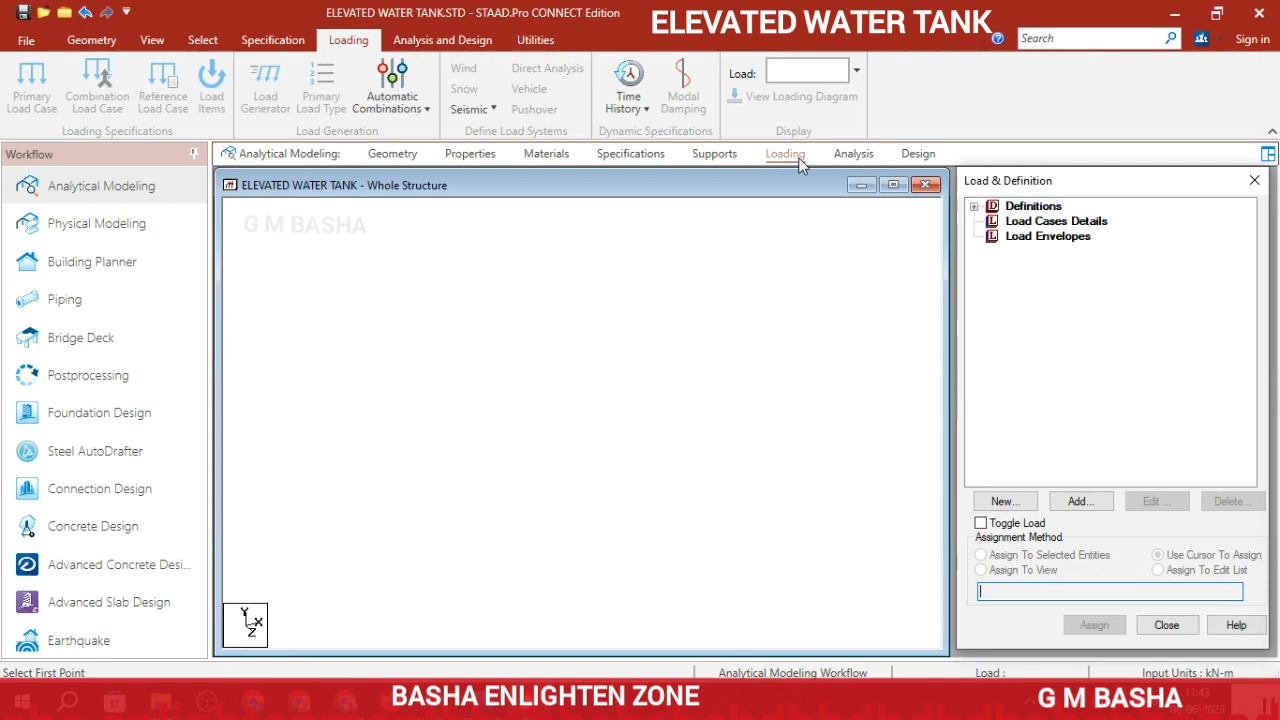 ELEVATED WATER TANK.STD - STAAD.Pro CONNECT Edition
ELEVATED WATER TANK
File Geometry View Select Specification Loading Analysis and Design Utilities
Search
Sign in
Primary Load Case
Combination Load Case
Reference Load Case
Load Items
Loading Specifications
Load Generator
Primary Load Type
Automatic Combinations
Load Generation
Wind
Snow
Seismic
Direct Analysis
Vehicle
Pushover
Define Load Systems
Time History
Modal Damping
Dynamic Specifications
Load:
View Loading Diagram
Display
Workflow
Analytical Modeling: Geometry Properties Materials Specifications Supports Loading Analysis Design
Analytical Modeling
Physical Modeling
Building Planner
Piping
Bridge Deck
Postprocessing
Foundation Design
Steel AutoDrafter
Connection Design
Concrete Design
Advanced Concrete Desi...
Advanced Slab Design
Earthquake
ELEVATED WATER TANK - Whole Structure
G M BASHA
Y
X
Z
Load & Definition
Definitions
Load Cases Details
Load Envelopes
New... Add... Edit ... Delete...
Toggle Load
Assignment Method
Assign To Selected Entities Use Cursor To Assign
Assign To View Assign To Edit List
Assign Close Help
Select First Point
Analytical Modeling Workflow
Load :
Input Units : kN-m
BASHA ENLIGHTEN ZONE
G M BASHA
11:43